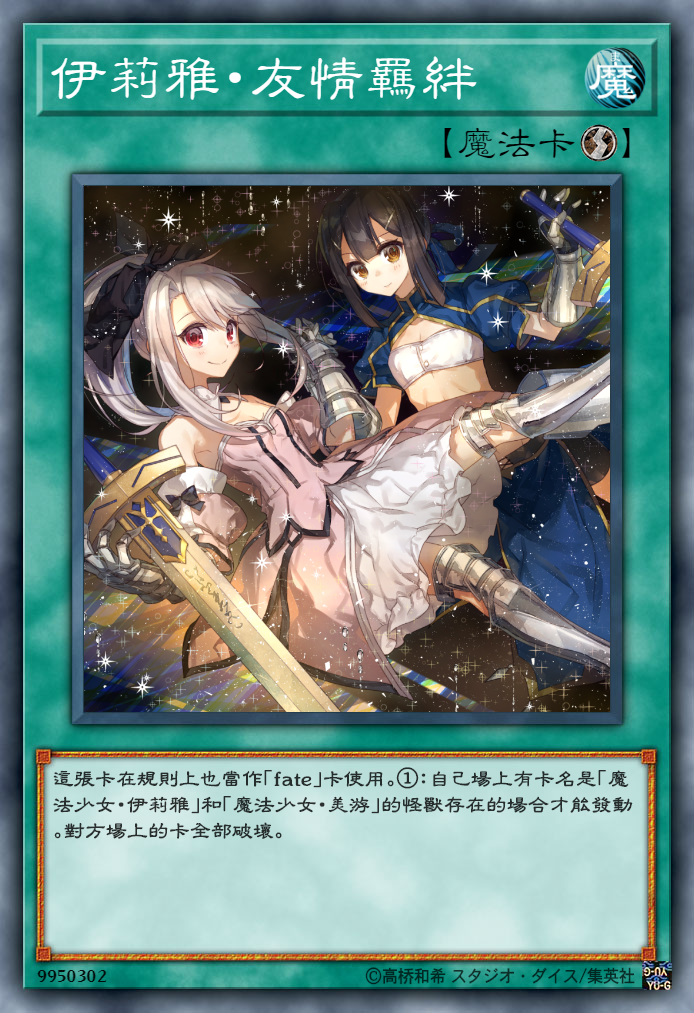 伊莉雅・友情羈絆
魔
【魔法卡】
這張卡在規則上也當作「fate」卡使用。①：自己場上有卡名是「魔
法少女・伊莉雅」和「魔法少女・美游」的怪獸存在的場合才能發動
。對方場上的卡全部破壞。
9950302
©高桥和希 スタジオ・ダイス/集英社